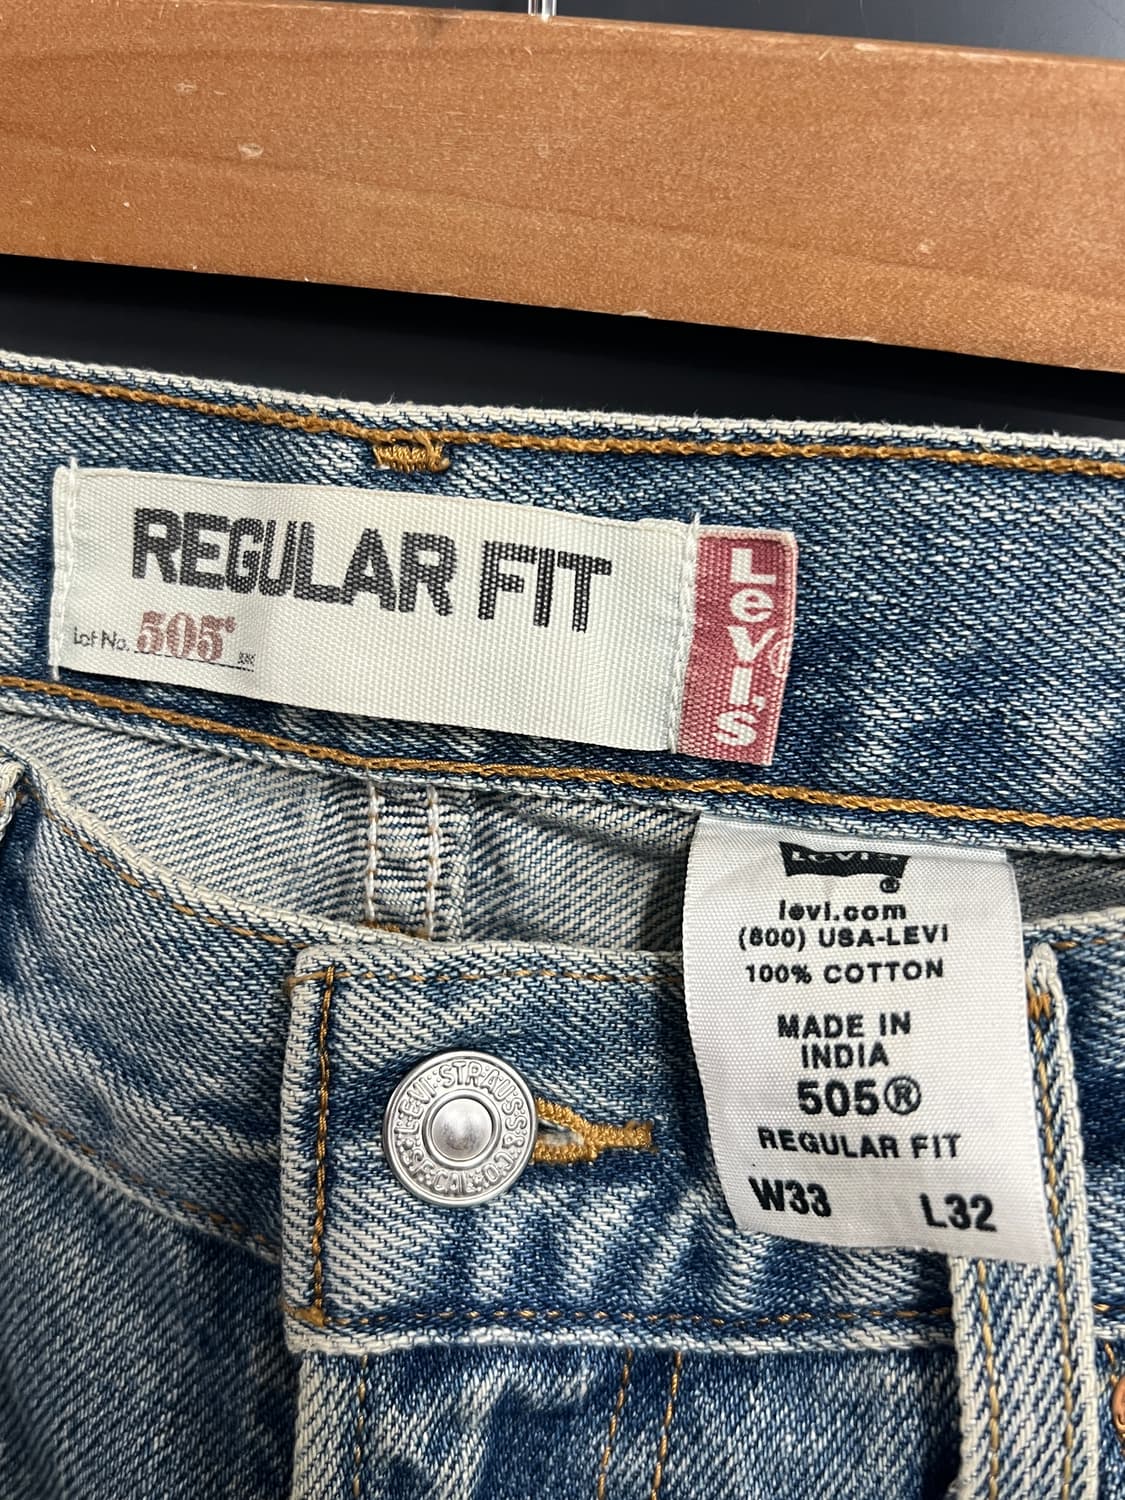 REGULAR FIT
Lot No. 505®
LEVI'S®
LEVI'S
®
levi.com
(800) USA-LEVI
100% COTTON
MADE IN
INDIA
505®
REGULAR FIT
W33 L32
LEVI STRAUSS & CO
S.F. CAL